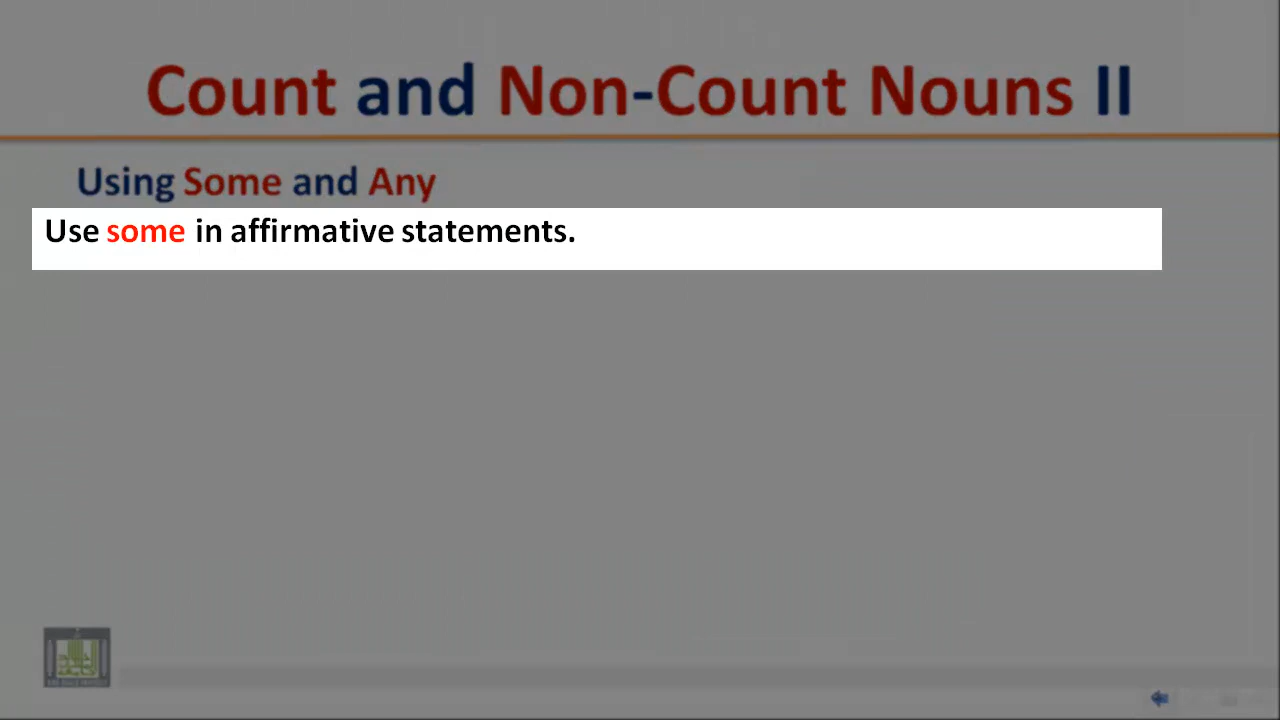 Count and Non-Count Nouns II
Using Some and Any
Use some in affirmative statements.